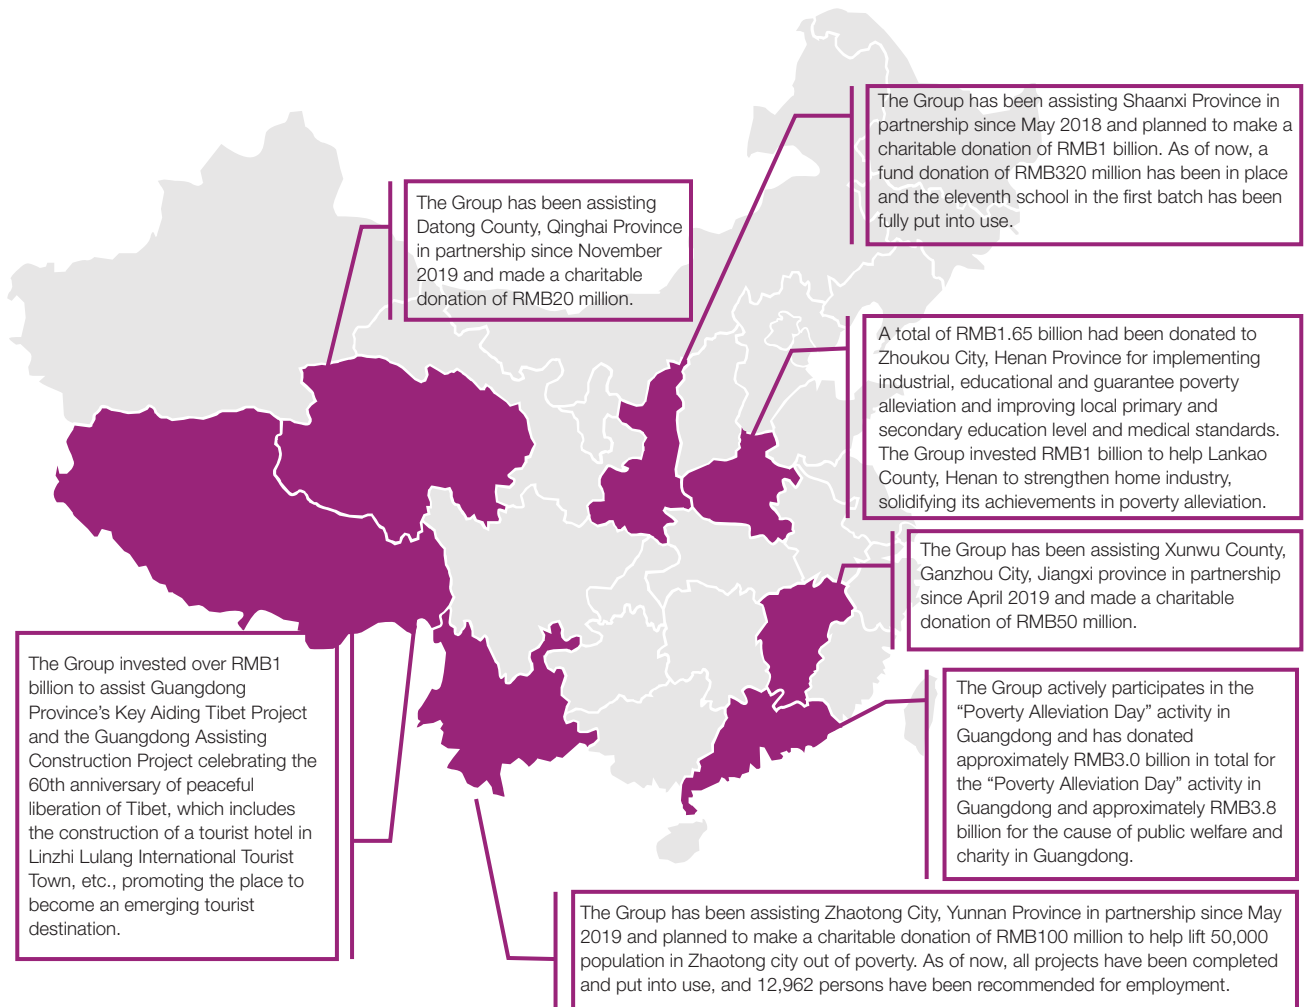 The Group has been assisting Shaanxi Province in
partnership since May 2018 and planned to make a
charitable donation of RMB1 billion. As of now, a
fund donation of RMB320 million has been in place
and the eleventh school in the first batch has been
fully put into use.
The Group has been assisting
Datong County, Qinghai Province
in partnership since November
2019 and made a charitable
donation of RMB20 million.
A total of RMB1.65 billion had been donated to
Zhoukou City, Henan Province for implementing
industrial, educational and guarantee poverty
alleviation and improving local primary and
secondary education level and medical standards.
The Group invested RMB1 billion to help Lankao
County, Henan to strengthen home industry,
solidifying its achievements in poverty alleviation.
The Group has been assisting Xunwu County,
Ganzhou City, Jiangxi province in partnership
since April 2019 and made a charitable
donation of RMB50 million.
The Group invested over RMB1
billion to assist Guangdong
Province’s Key Aiding Tibet Project
and the Guangdong Assisting
Construction Project celebrating the
60th anniversary of peaceful
liberation of Tibet, which includes
the construction of a tourist hotel in
Linzhi Lulang International Tourist
Town, etc., promoting the place to
become an emerging tourist
destination.
The Group actively participates in the
“Poverty Alleviation Day” activity in
Guangdong and has donated
approximately RMB3.0 billion in total for
the “Poverty Alleviation Day” activity in
Guangdong and approximately RMB3.8
billion for the cause of public welfare and
charity in Guangdong.
The Group has been assisting Zhaotong City, Yunnan Province in partnership since May
2019 and planned to make a charitable donation of RMB100 million to help lift 50,000
population in Zhaotong city out of poverty. As of now, all projects have been completed
and put into use, and 12,962 persons have been recommended for employment.